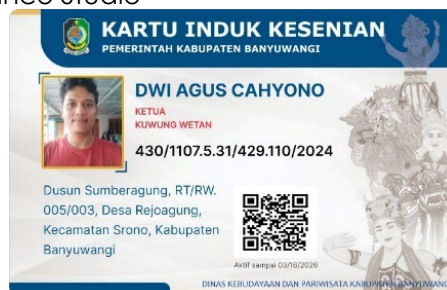 KARTU INDUK KESENIAN
PEMERINTAH KABUPATEN BANYUWANGI
DWI AGUS CAHYONO
KETUA
KUWUNG WETAN
430/1107.5.31/429.110/2024
Dusun Sumberagung, RT/RW.
005/003, Desa Rejoagung,
Kecamatan Srono, Kabupaten
Banyuwangi
Aktif sampai 03/16/2026
DINAS KEBUDAYAAN DAN PARIWISATA KABUPATEN BANYUWANGI